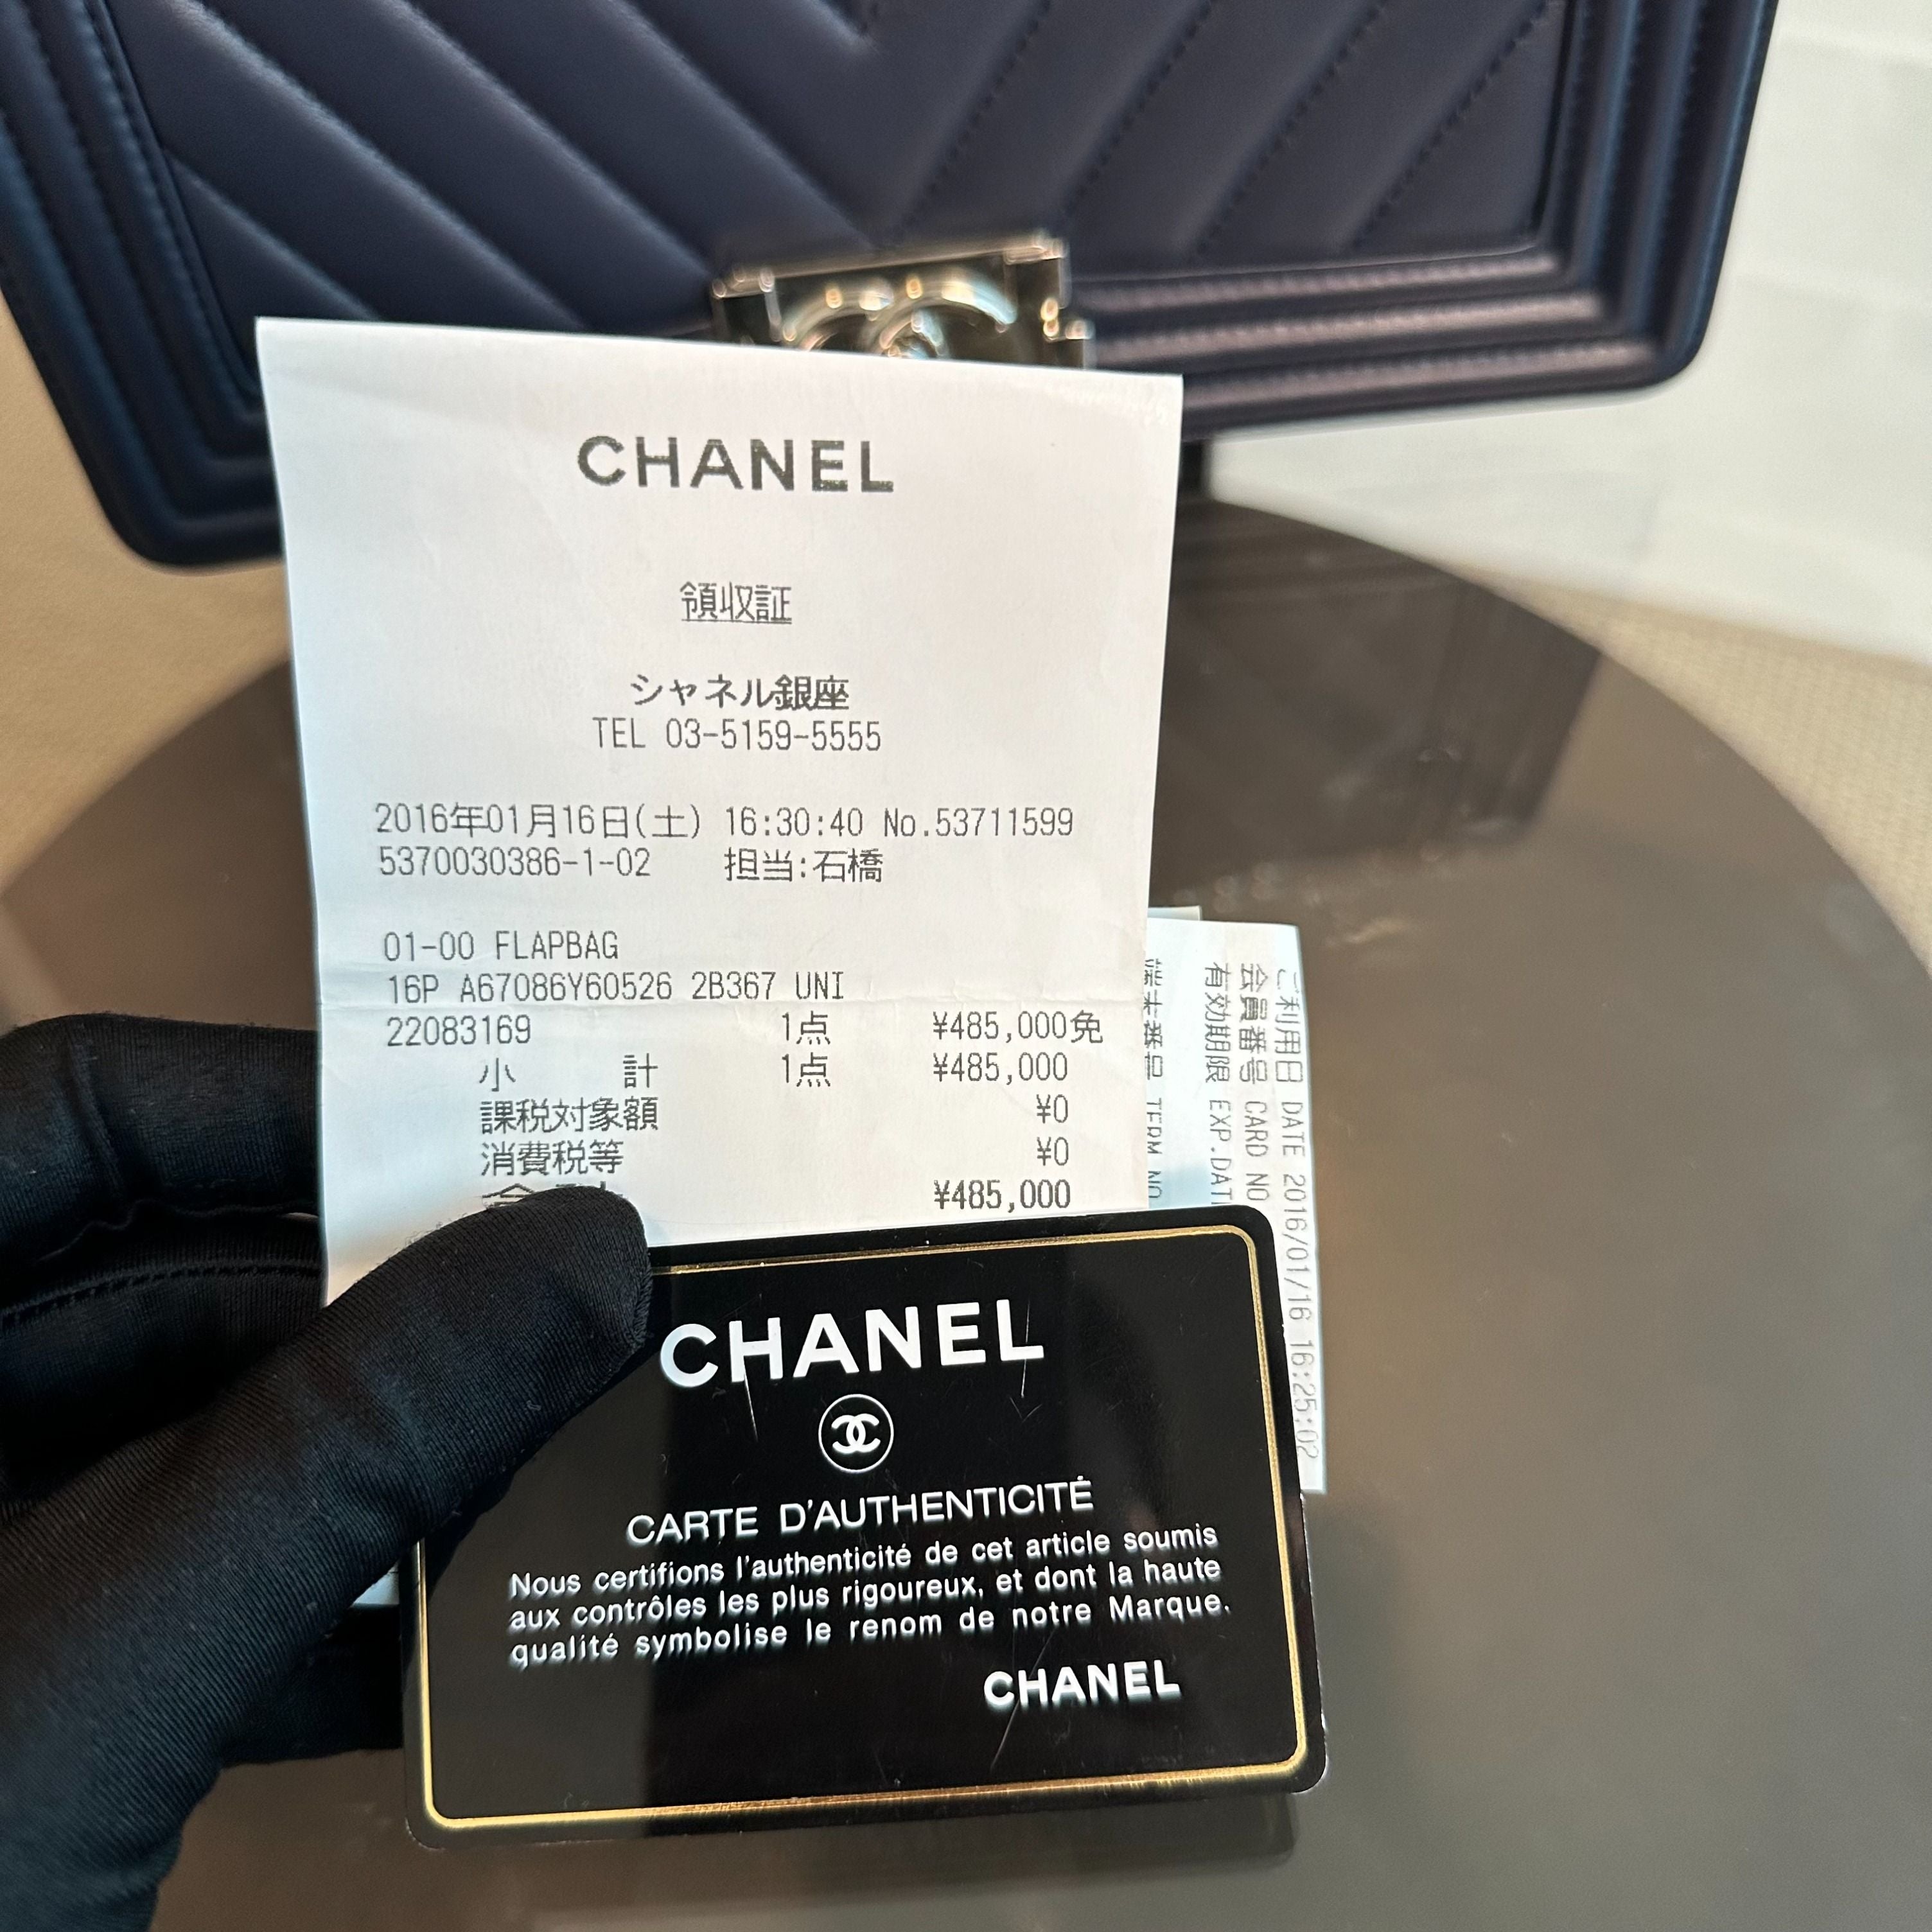 CHANEL
領収証
シャネル銀座
TEL 03-5159-5555
2016年01月16日(土) 16:30:40 No.53711599
5370030386-1-02 担当:石橋
01-00 FLAPBAG
16P A67086Y60526 2B367 UNI
22083169 1点 ¥485,000免
小 計 1点 ¥485,000
課税対象額 ¥0
消費税等 ¥0
¥485,000
ご利用日 DATE 2016/01/16 16:25:02
会員番号 CARD NO
有効期限 EXP.DATE
端末番号 TERM NO
CHANEL
CARTE D'AUTHENTICITÉ
Nous certifions l'authenticité de cet article soumis
aux contrôles les plus rigoureux, et dont la haute
qualité symbolise le renom de notre Marque.
CHANEL